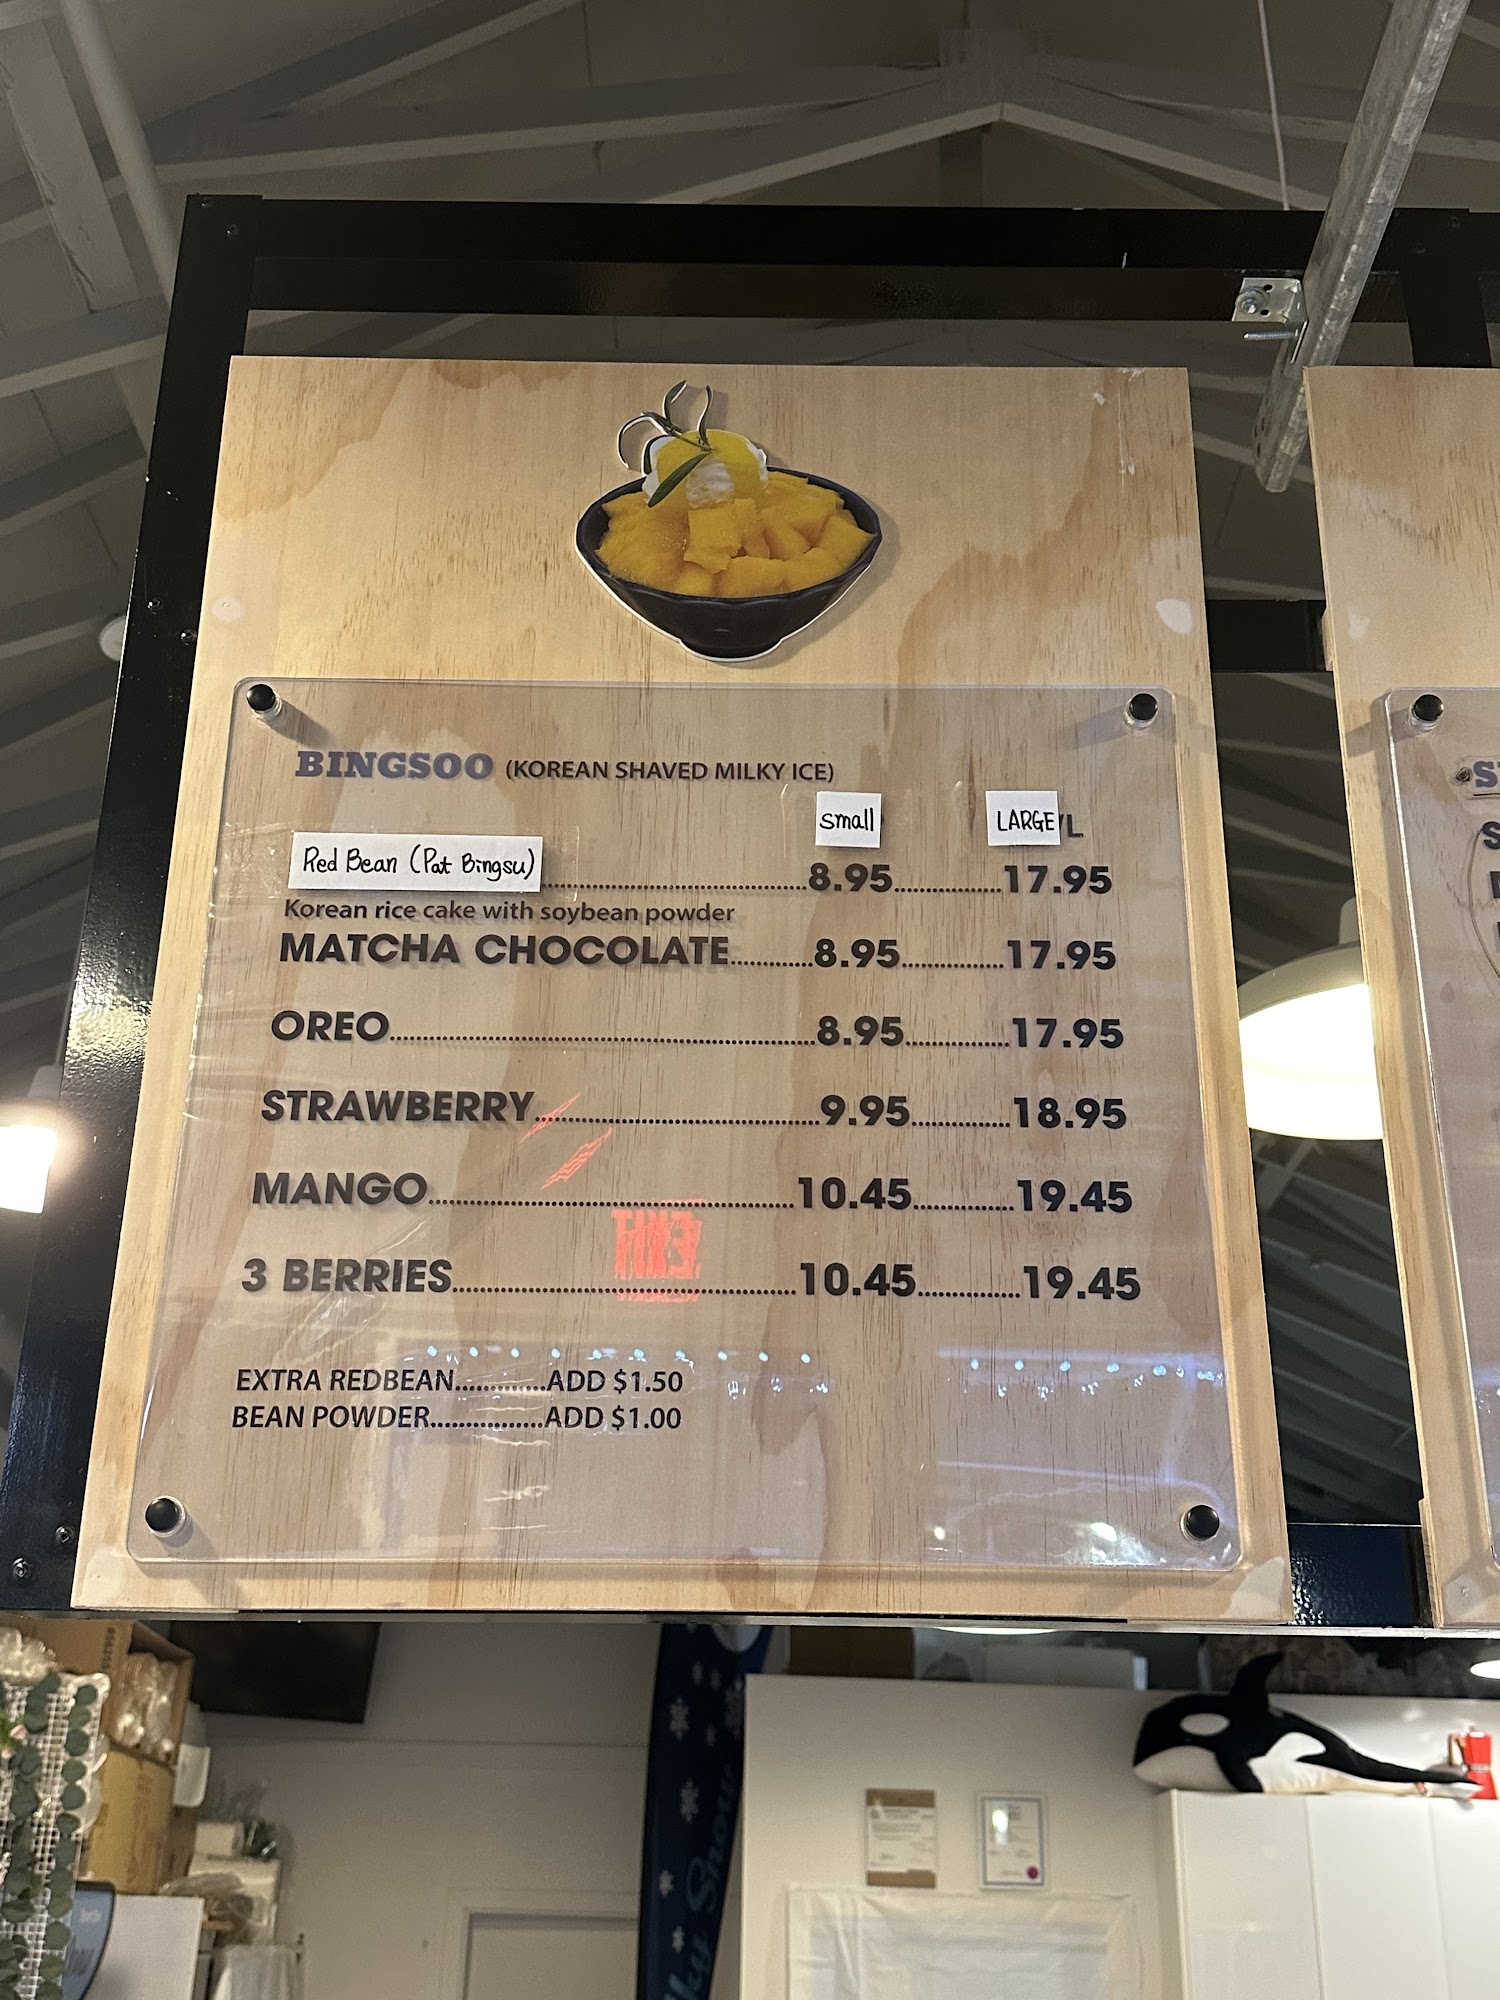 BINGSOO (KOREAN SHAVED MILKY ICE)
small LARGE /L
Red Bean (Pat Bingsu)........8.95........17.95
Korean rice cake with soybean powder
MATCHA CHOCOLATE........8.95........17.95
OREO........8.95........17.95
STRAWBERRY........9.95........18.95
MANGO........10.45........19.45
3 BERRIES........10.45........19.45
EXTRA REDBEAN........ADD $1.50
BEAN POWDER........ADD $1.00